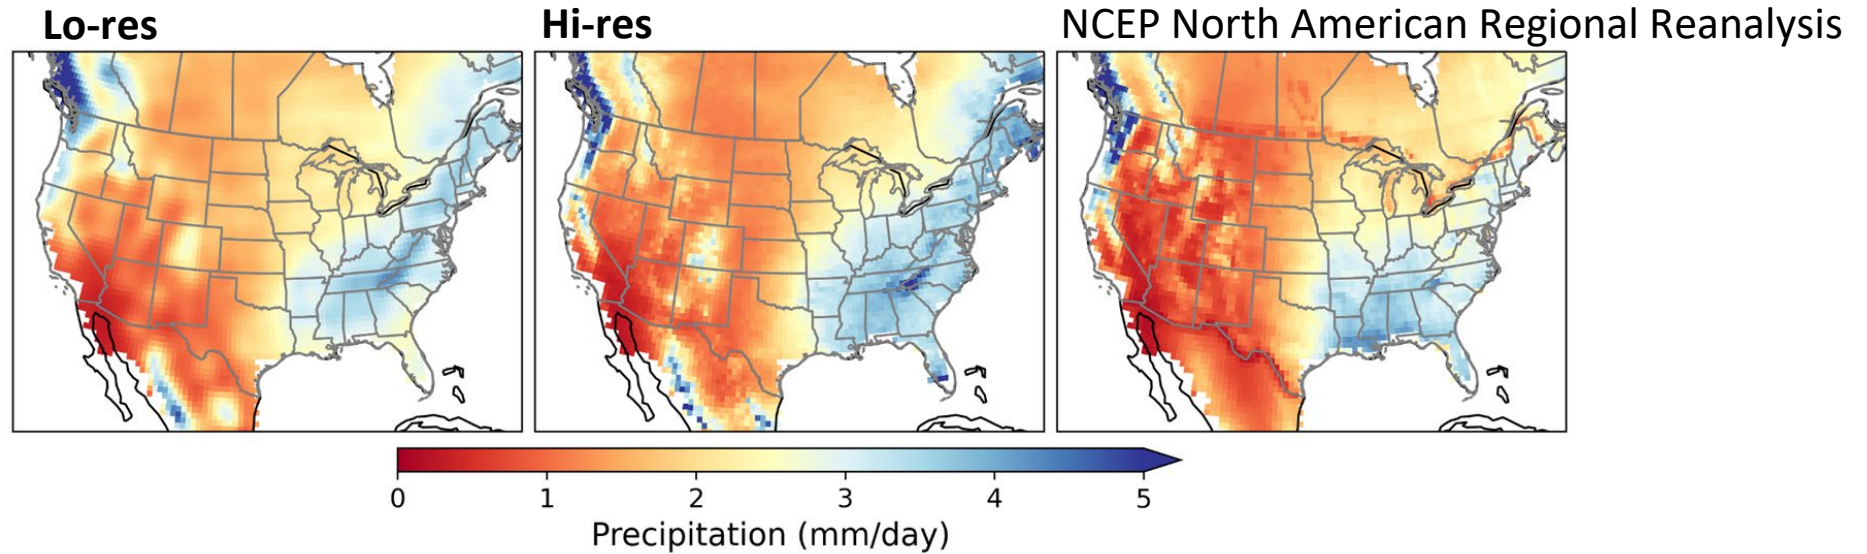 Lo-res
Hi-res
NCEP North American Regional Reanalysis
0 1 2 3 4 5
Precipitation (mm/day)